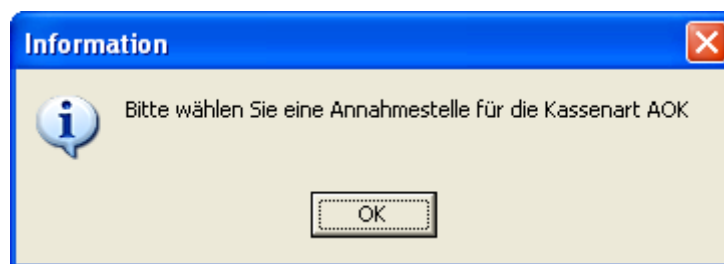 Information
Bitte wählen Sie eine Annahmestelle für die Kassenart AOK
OK